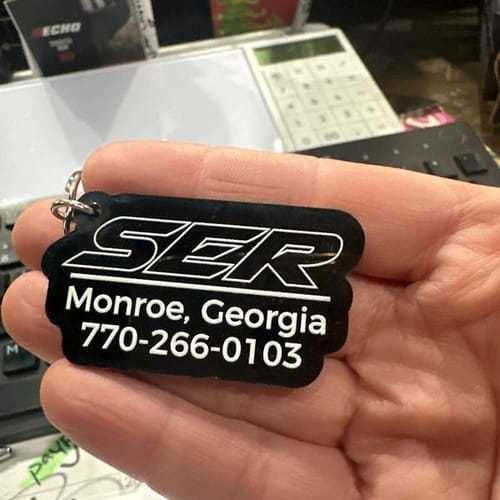 ECHO
SER
Monroe, Georgia
770-266-0103
M